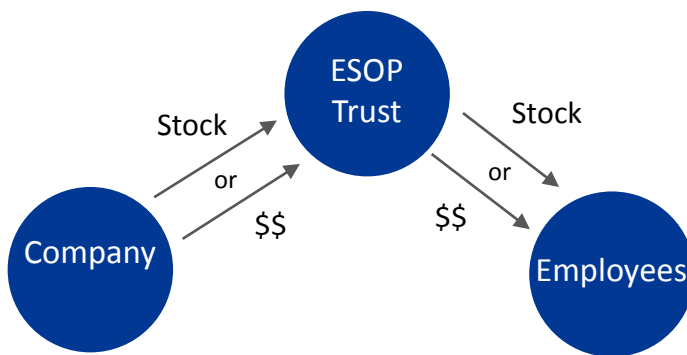 ESOP
Trust
Stock
or
$$
Stock
or
$$
Company
Employees